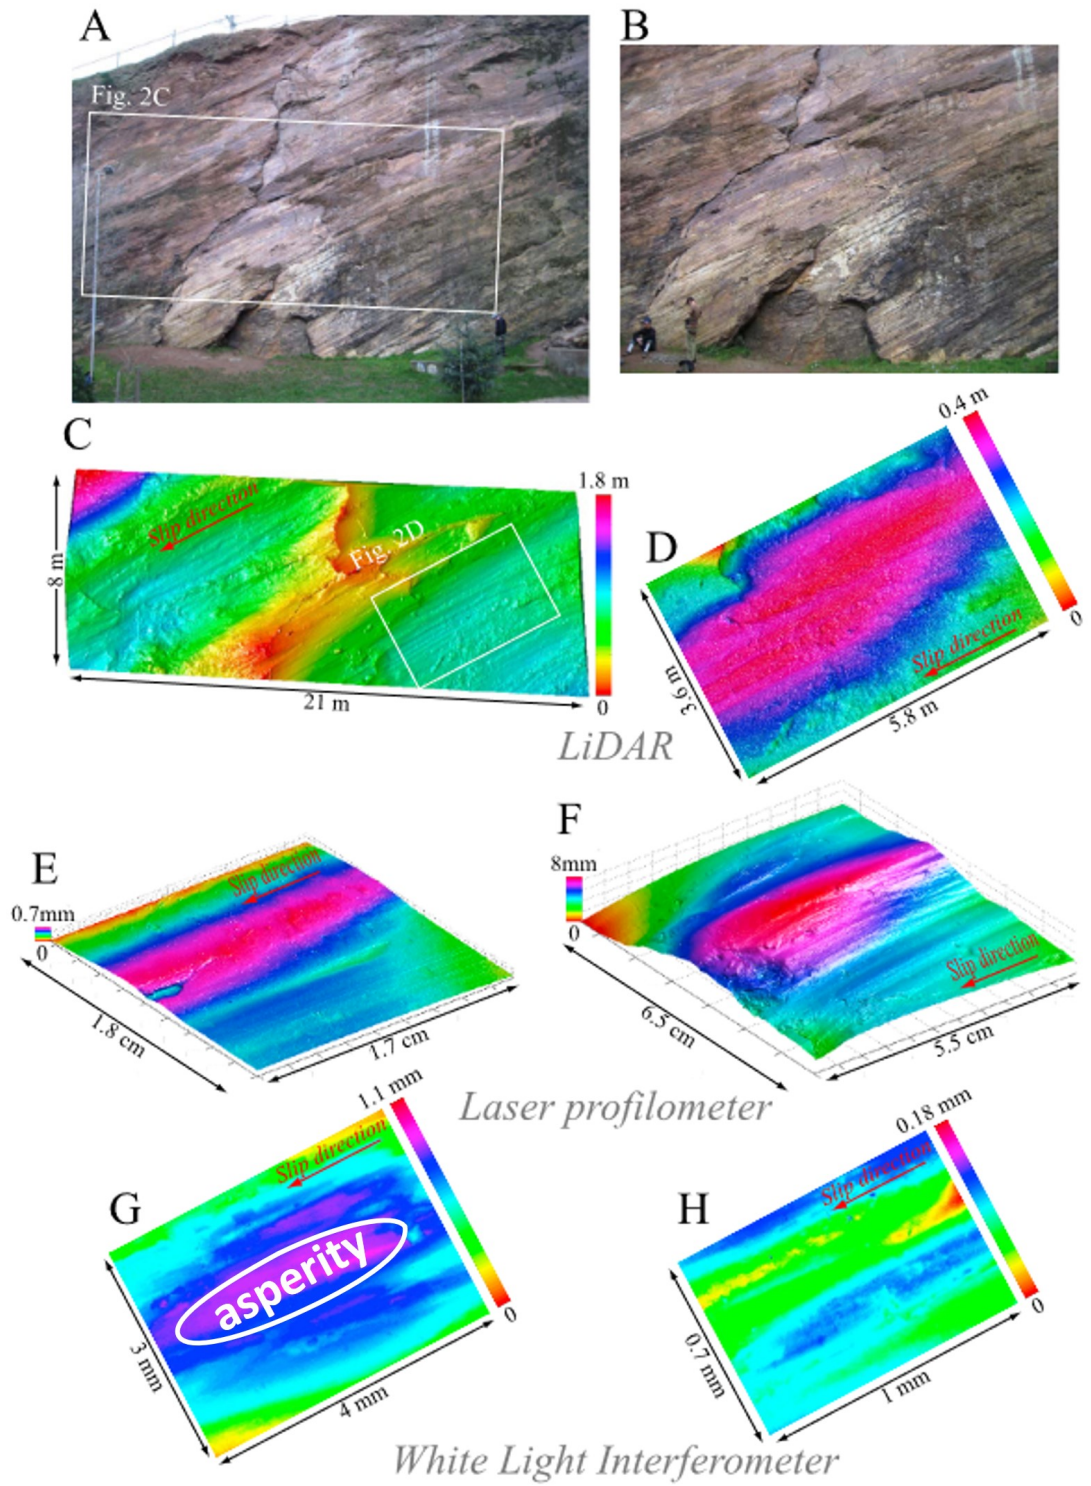 A
B
Fig. 2C
C
Slip direction
Fig. 2D
8 m
21 m
1.8 m
0
D
0.4 m
0
Slip direction
3.6 m
5.8 m
LiDAR
E
0.7mm
0
Slip direction
1.8 cm
1.7 cm
F
8mm
0
Slip direction
6.5 cm
5.5 cm
Laser profilometer
G
1.1 mm
0
Slip direction
asperity
3 mm
4 mm
H
0.18 mm
0
Slip direction
0.7 mm
1 mm
White Light Interferometer